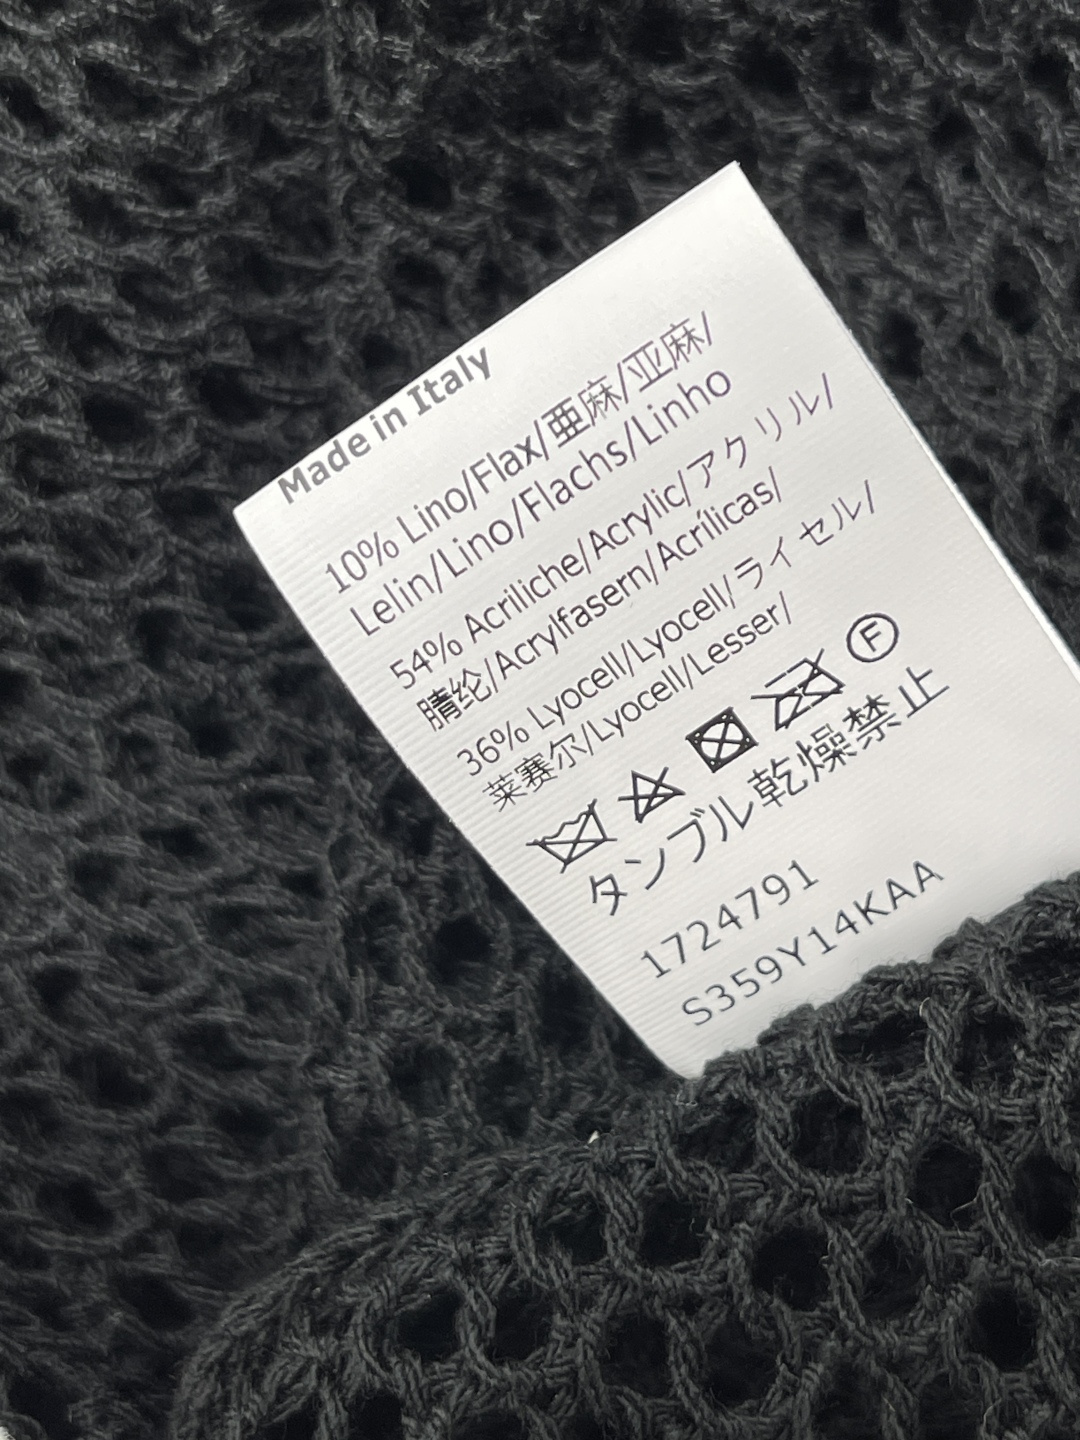 Made in Italy
10% Lino/Flax/亜麻/亚麻/
Lelin/Lino/Flachs/Linho
54% Acriliche/Acrylic/アクリル/
腈纶/Acrylfasern/Acrílicas/
36% Lyocell/Lyocell/ライセル/
莱赛尔/Lyocell/Lesser/
F
タンブル乾燥禁止
1724791
S359Y14KAA